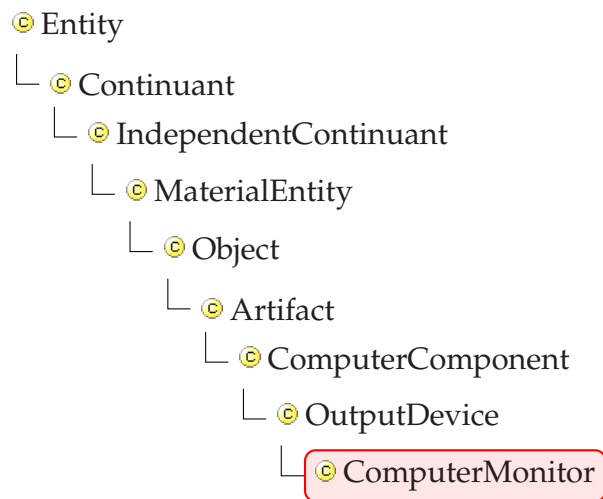 © Entity
© Continuant
© IndependentContinuant
© MaterialEntity
© Object
© Artifact
© ComputerComponent
© OutputDevice
© ComputerMonitor